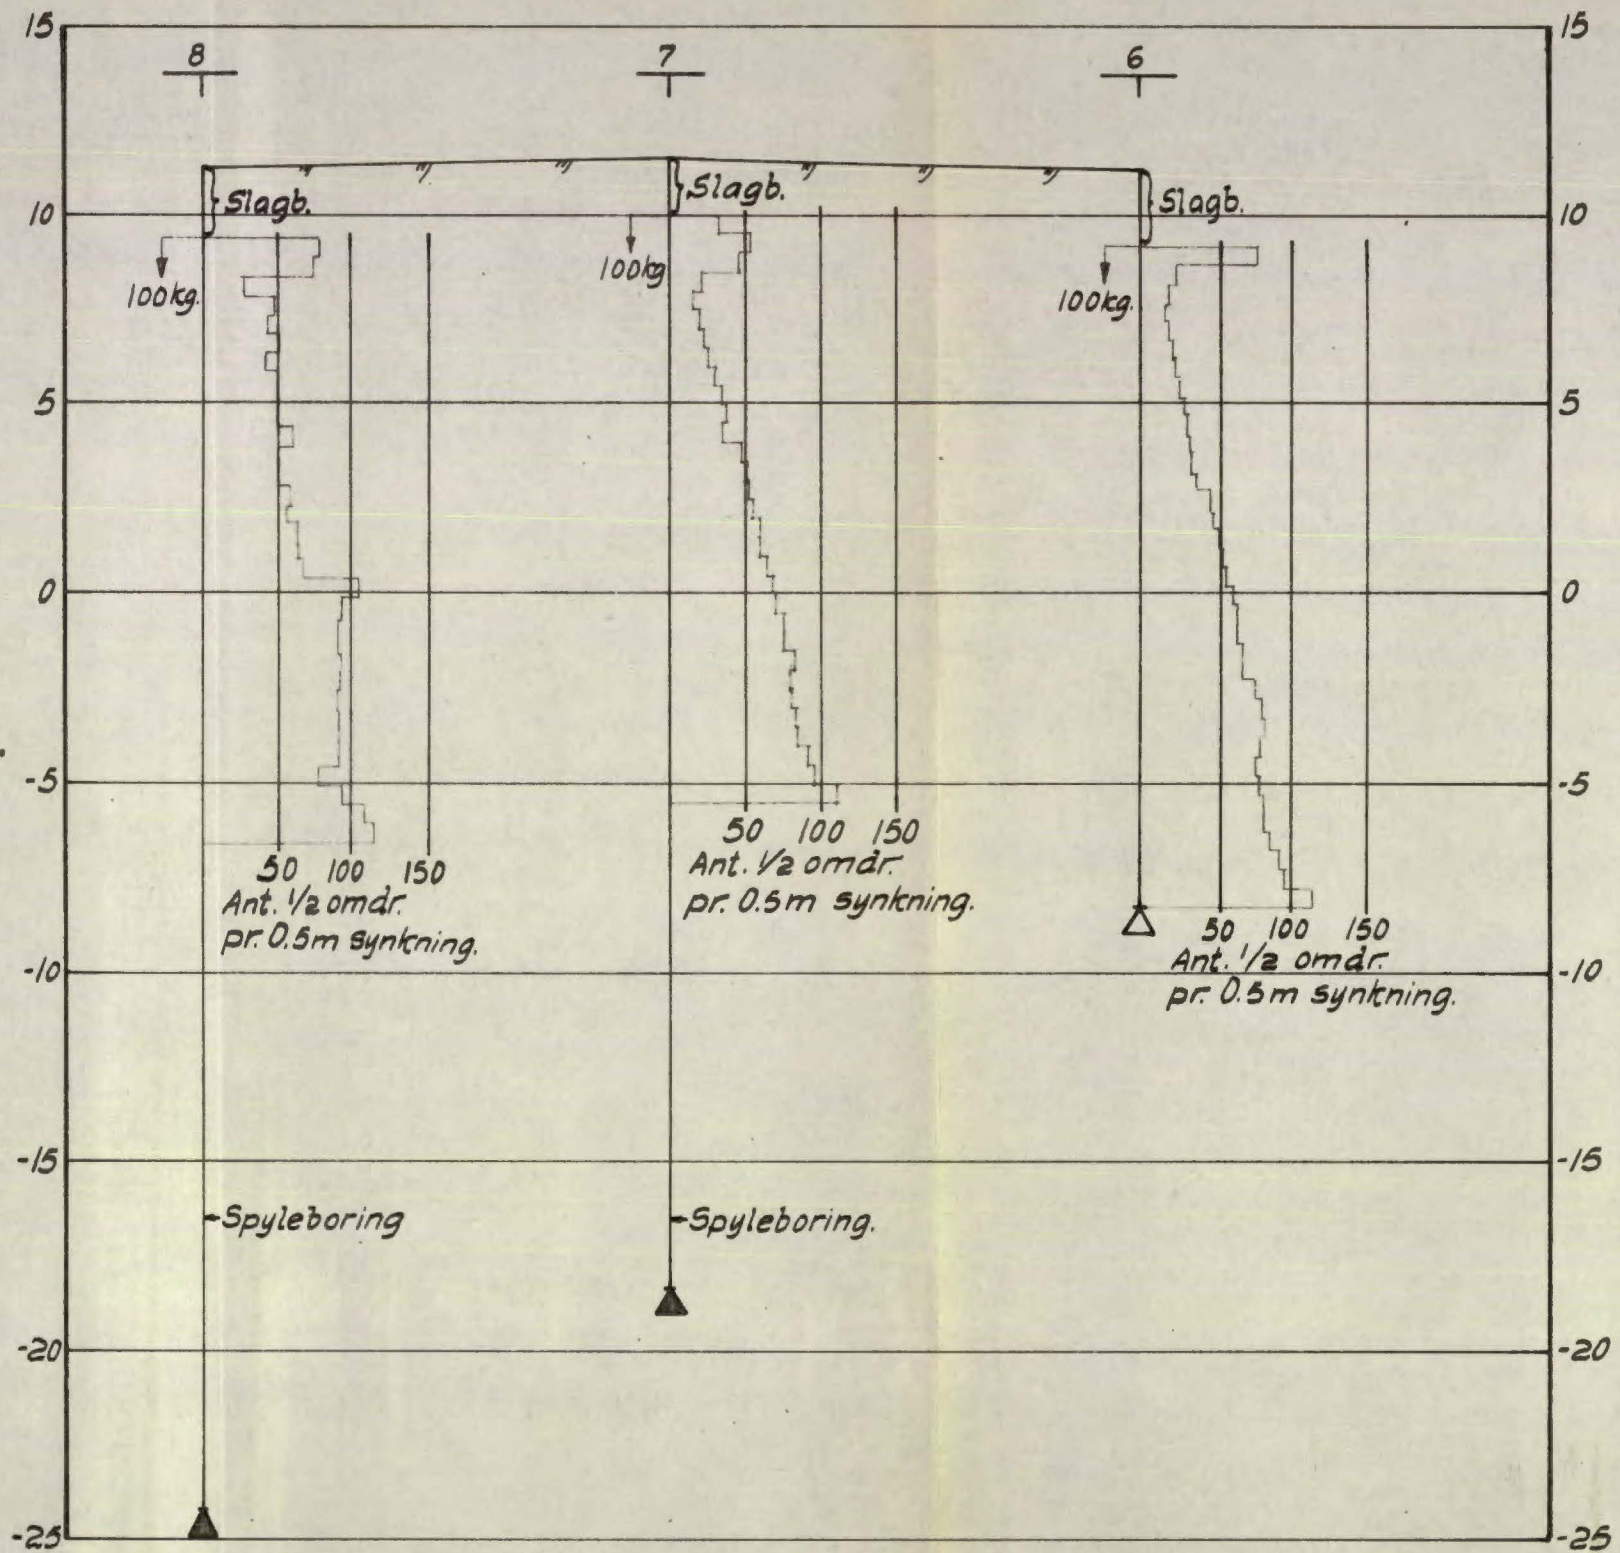 15
15
8
7
6
Slagb.
Slagb.
Slagb.
10
10
100kg.
100kg
100kg.
5
5
0
0
-5
-5
50 100 150
Ant. 1/2 omdr.
pr. 0.5m synkning.
50 100 150
Ant. 1/2 omdr.
pr. 0.5m synkning.
50 100 150
Ant. 1/2 omdr.
pr. 0.5m synkning.
-10
-10
-15
-15
Spyleboring
Spyleboring.
-20
-20
-25
-25